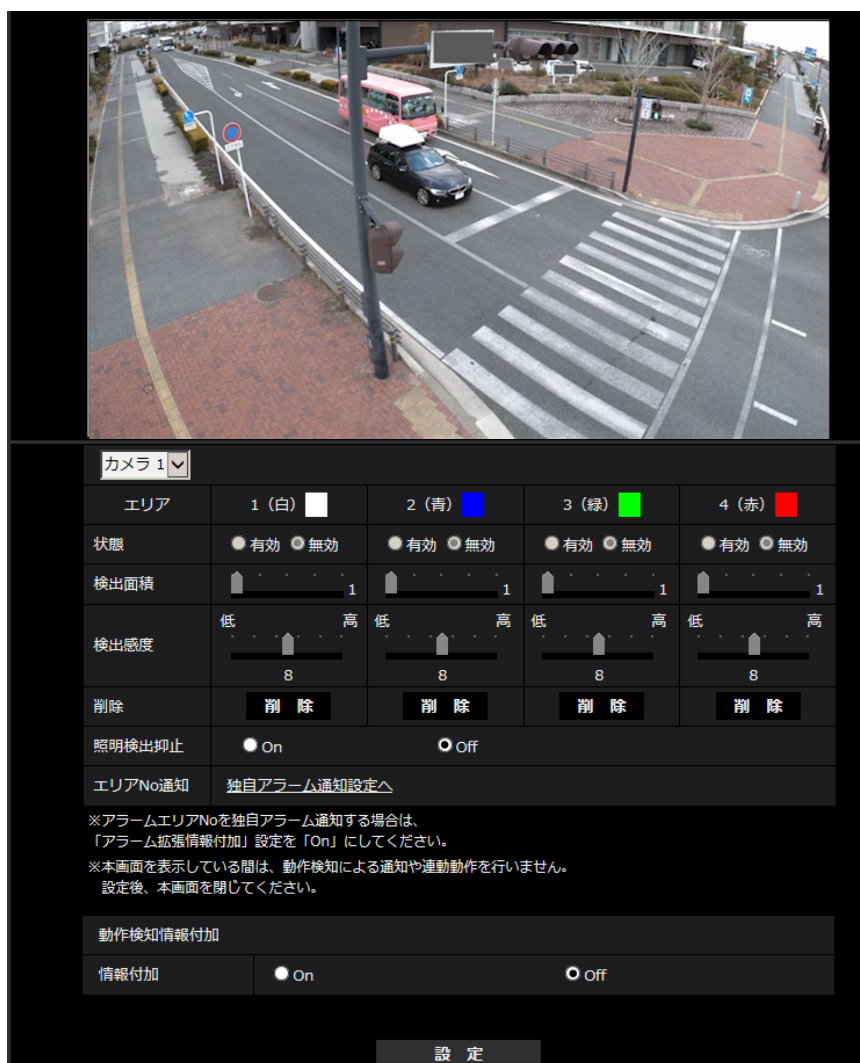 カメラ 1
エリア 1（白） 2（青） 3（緑） 4（赤）
状態 有効 無効 有効 無効 有効 無効 有効 無効
検出面積 1 1 1 1
低 高 低 高 低 高 低 高
検出感度
8 8 8 8
削除 削 除 削 除 削 除 削 除
照明検出抑止 On Off
エリアNo通知 独自アラーム通知設定へ
※アラームエリアNoを独自アラーム通知する場合は、
「アラーム拡張情報付加」設定を「On」にしてください。
※本画面を表示している間は、動作検知による通知や連動動作を行いません。
設定後、本画面を閉じてください。
動作検知情報付加
情報付加 On Off
設 定